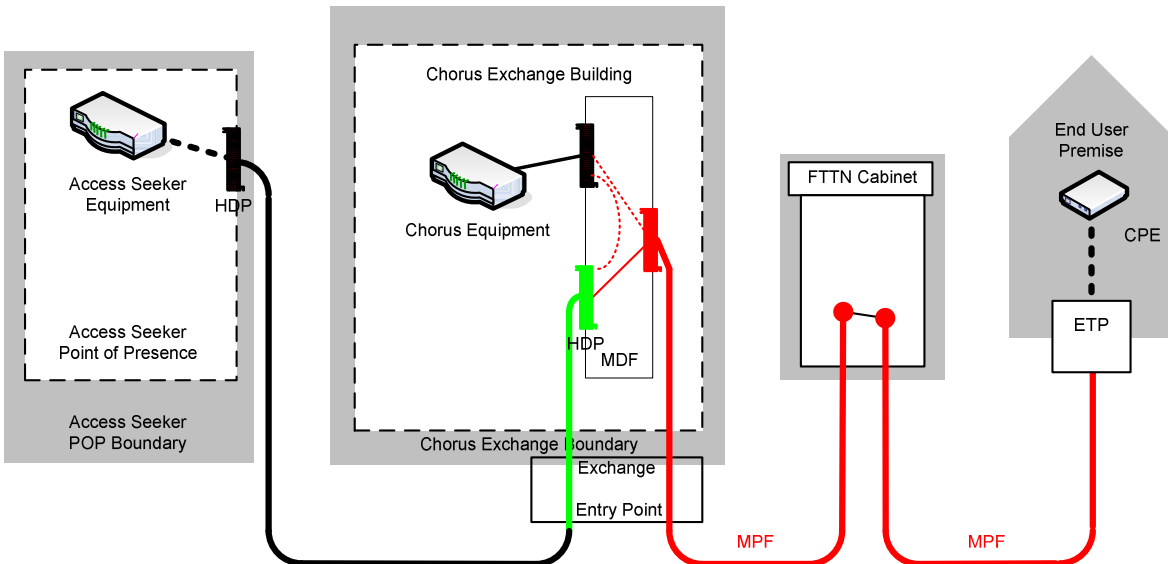 Access Seeker
Equipment
HDP
Access Seeker
Point of Presence
Access Seeker
POP Boundary
Chorus Exchange Building
Chorus Equipment
HDP
MDF
Chorus Exchange Boundary
Exchange
Entry Point
MPF
FTTN Cabinet
MPF
End User
Premise
CPE
ETP